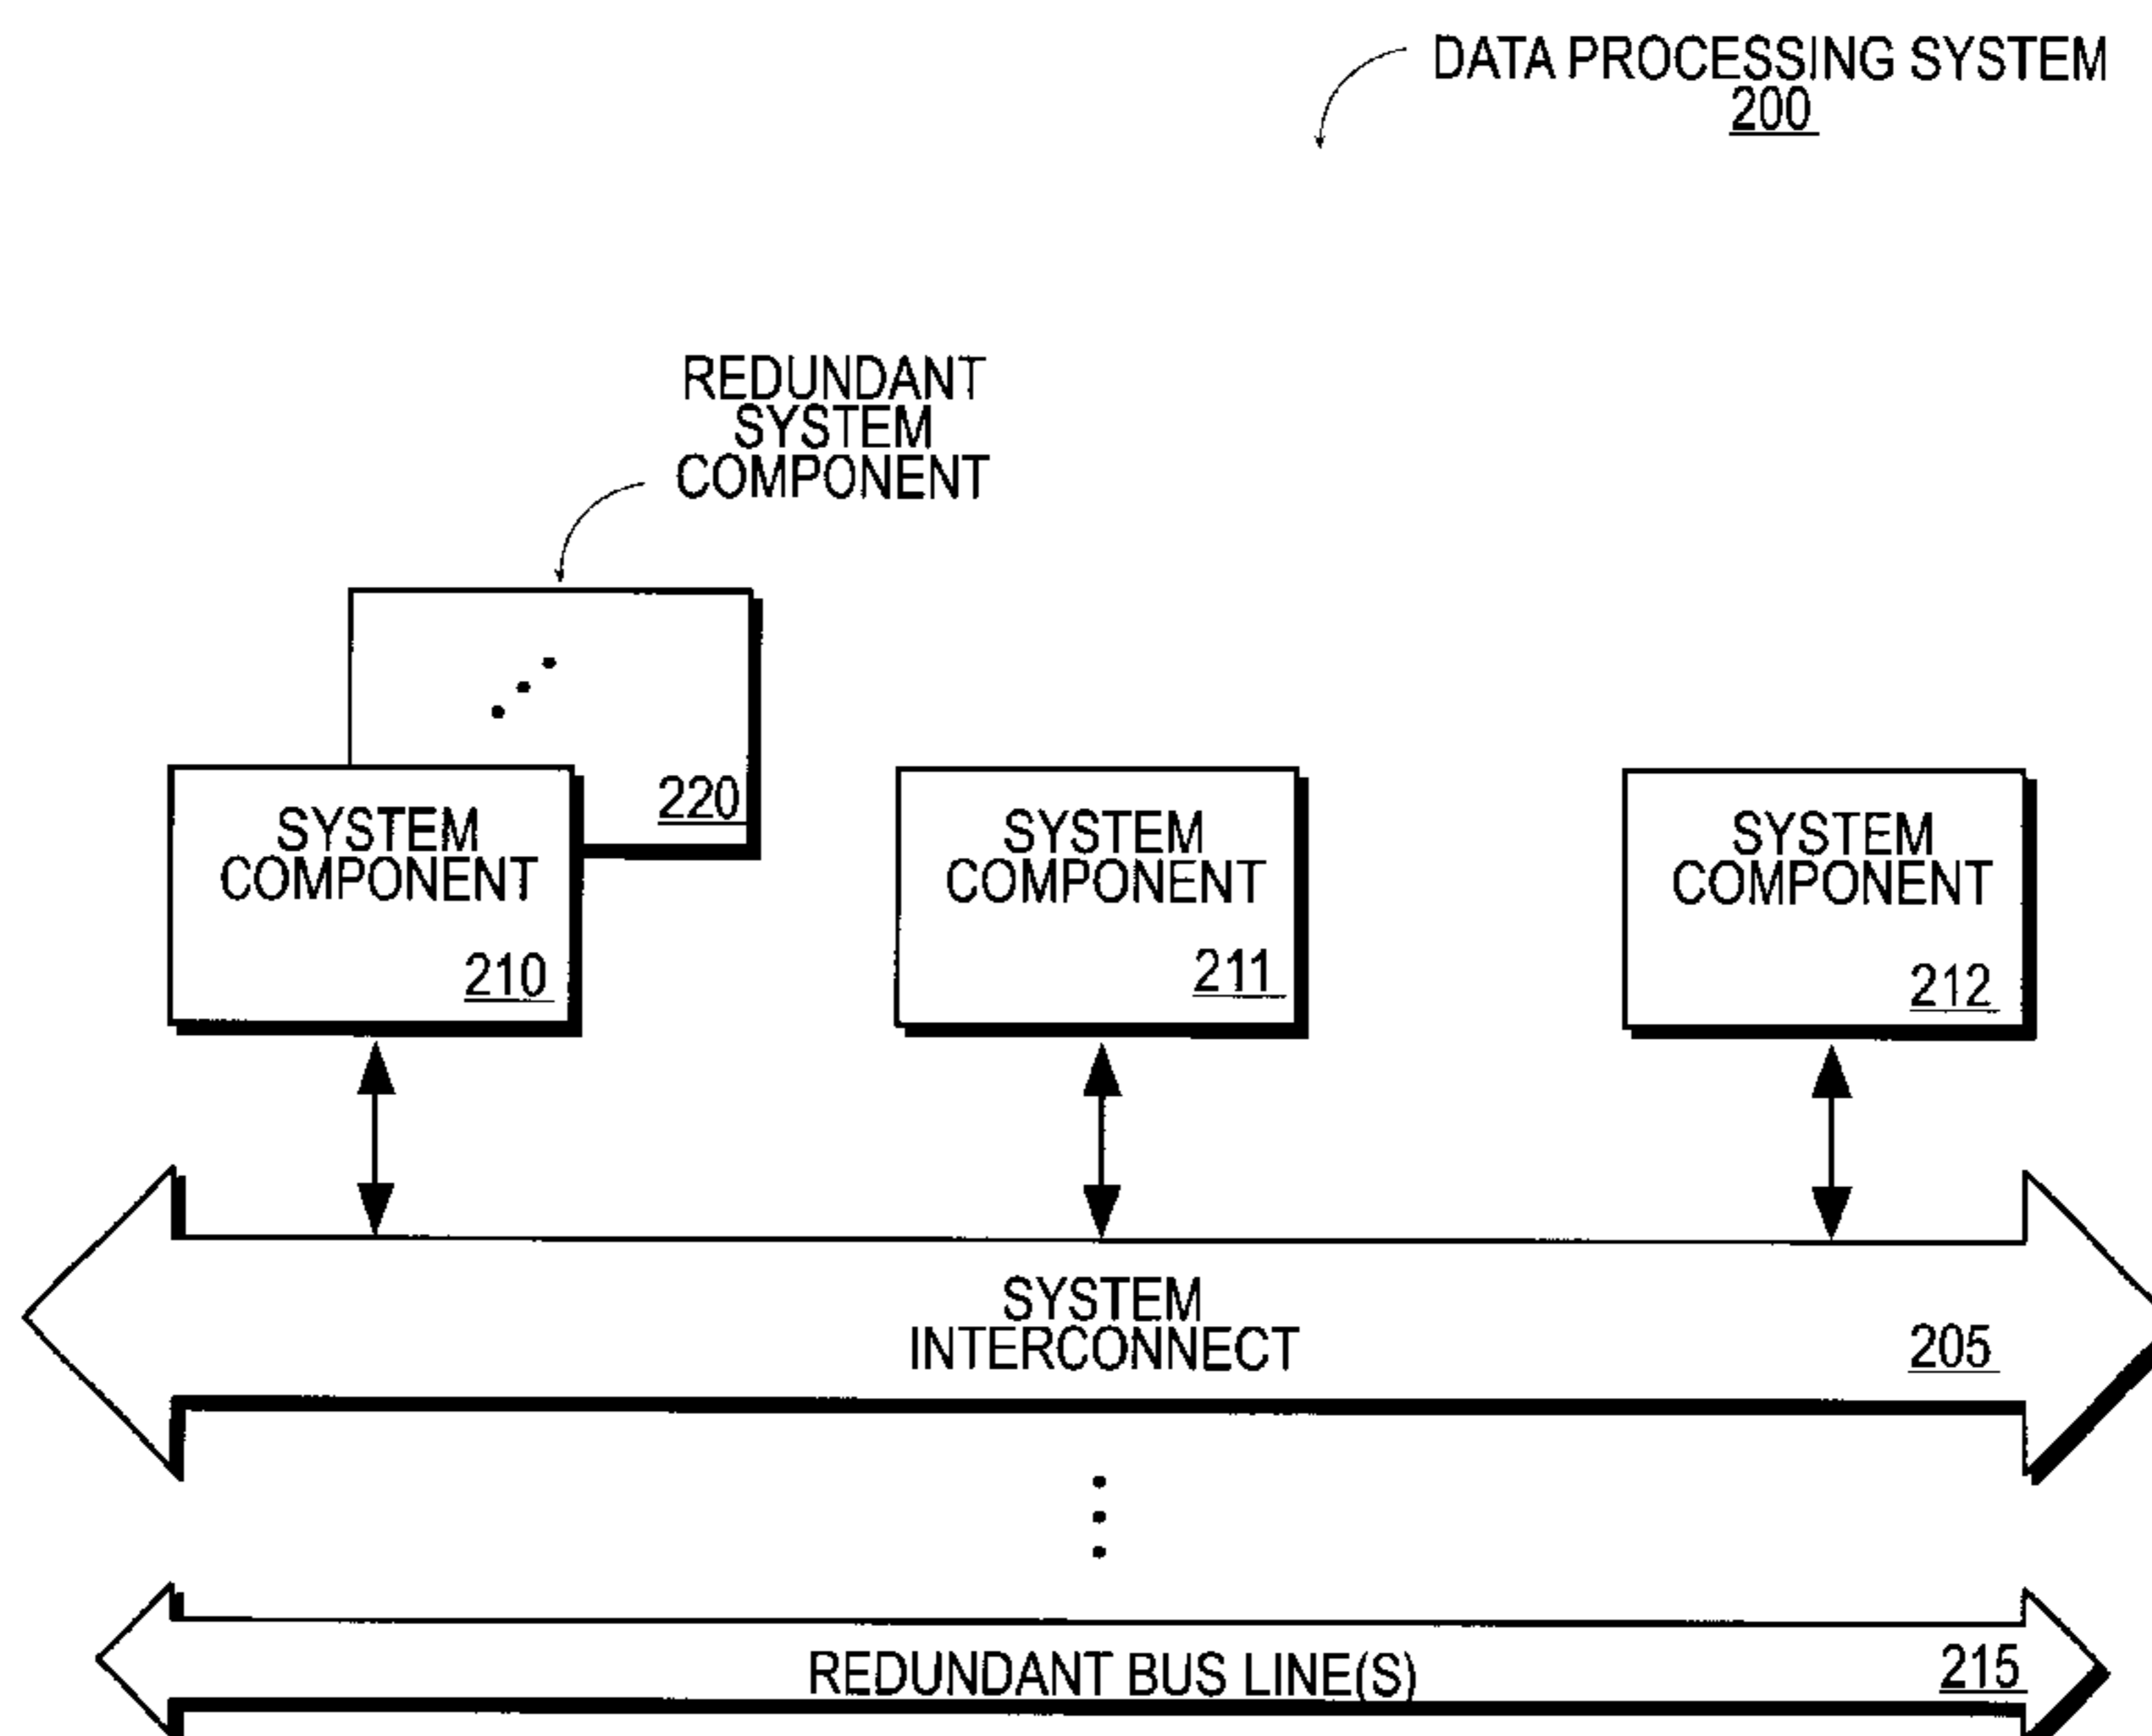 DATA PROCESSING SYSTEM
200
REDUNDANT
SYSTEM
COMPONENT
220
SYSTEM
COMPONENT
210
SYSTEM
COMPONENT
211
SYSTEM
COMPONENT
212
SYSTEM
INTERCONNECT
205
REDUNDANT BUS LINE(S)
215